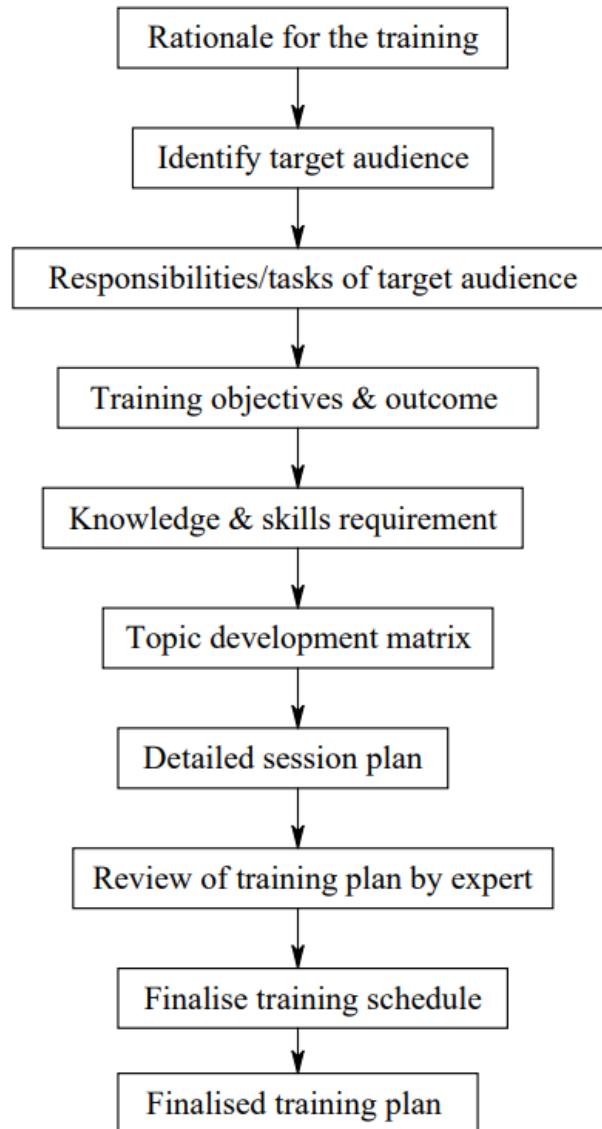 Rationale for the training
Identify target audience
Responsibilities/tasks of target audience
Training objectives & outcome
Knowledge & skills requirement
Topic development matrix
Detailed session plan
Review of training plan by expert
Finalise training schedule
Finalised training plan